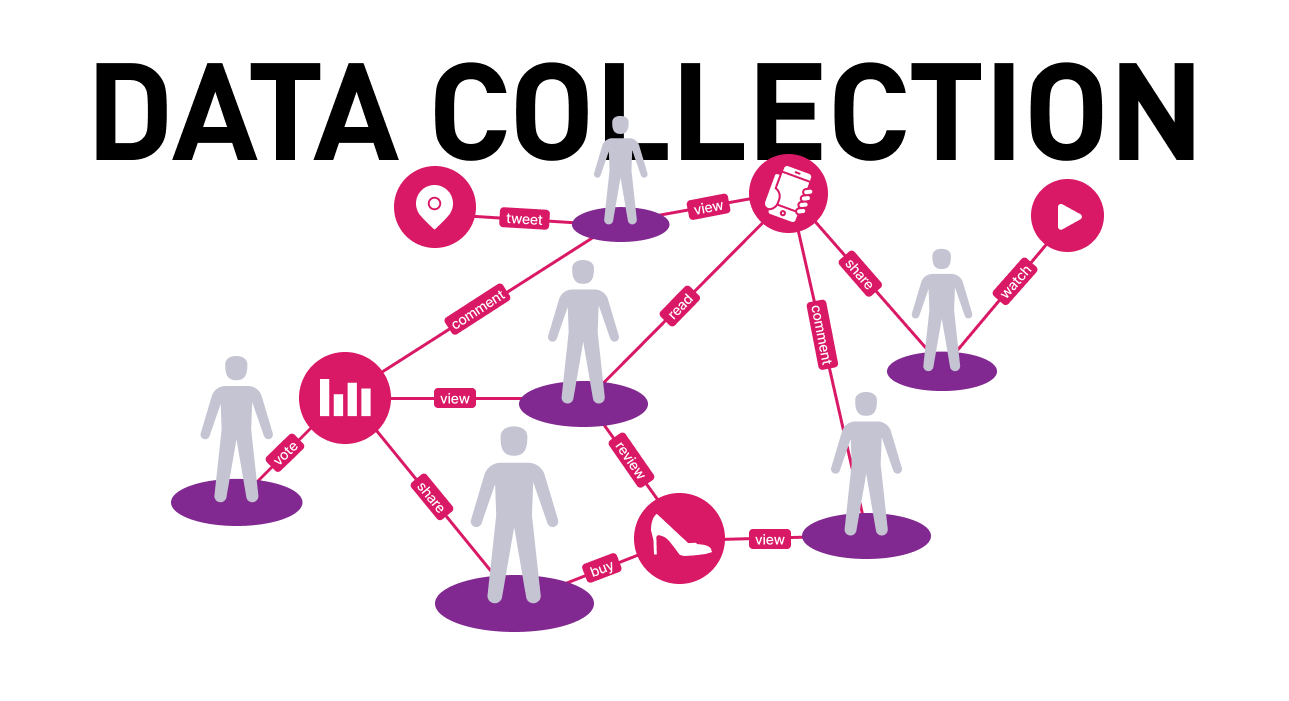 DATA COLLECTION
tweet
view
share
watch
comment
read
comment
view
vote
review
share
buy
view